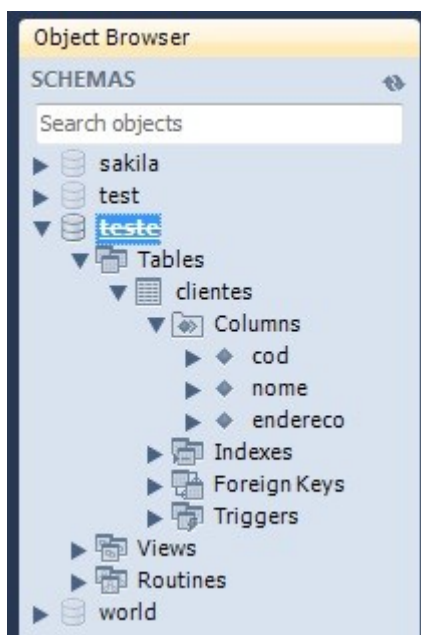 Object Browser
SCHEMAS
Search objects
sakila
test
teste
Tables
clientes
Columns
cod
nome
endereco
Indexes
Foreign Keys
Triggers
Views
Routines
world